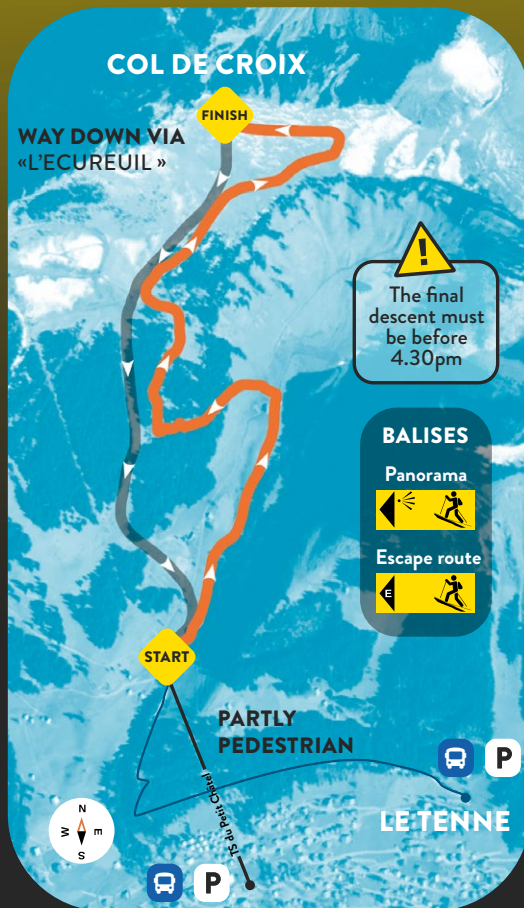 COL DE CROIX
FINISH
WAY DOWN VIA
«L'ECUREUIL »
!
The final
descent must
be before
4.30pm
BALISES
Panorama
Escape route
E
START
PARTLY
PEDESTRIAN
TS du Petit Châtel
P
LE TENNE
N
W E
S
P